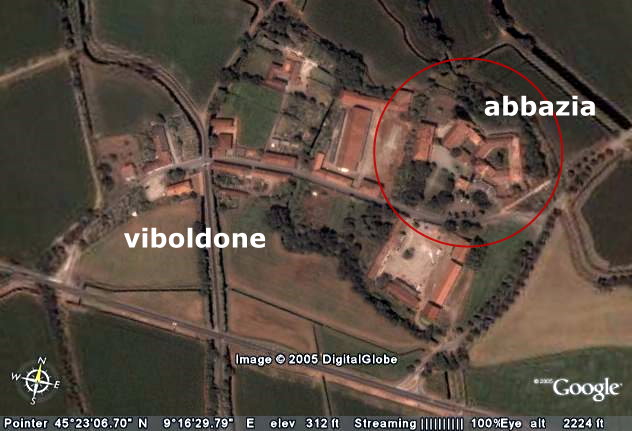 abbazia
viboldone
N
W E
S
Image © 2005 DigitalGlobe
©2005 Google
Pointer 45°23'06.70" N 9°16'29.79" E elev 312 ft Streaming |||||||||| 100% Eye alt 2224 ft